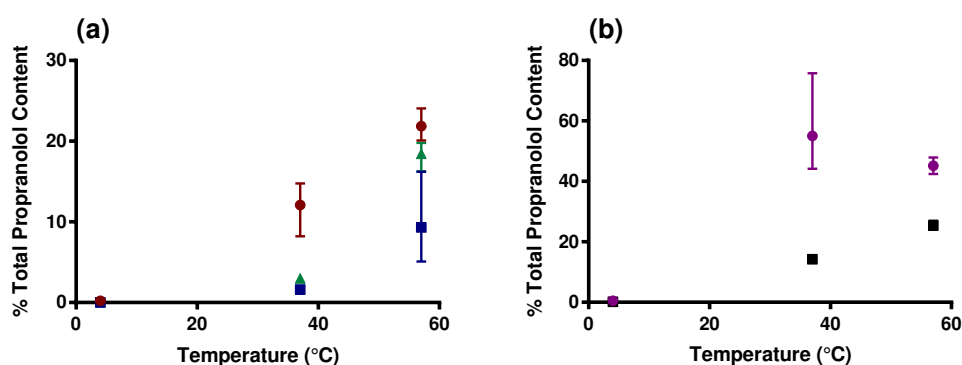 (a)
% Total Propranolol Content
30
20
10
0
0 20 40 60
Temperature (°C)
(b)
% Total Propranolol Content
80
60
40
20
0
0 20 40 60
Temperature (°C)